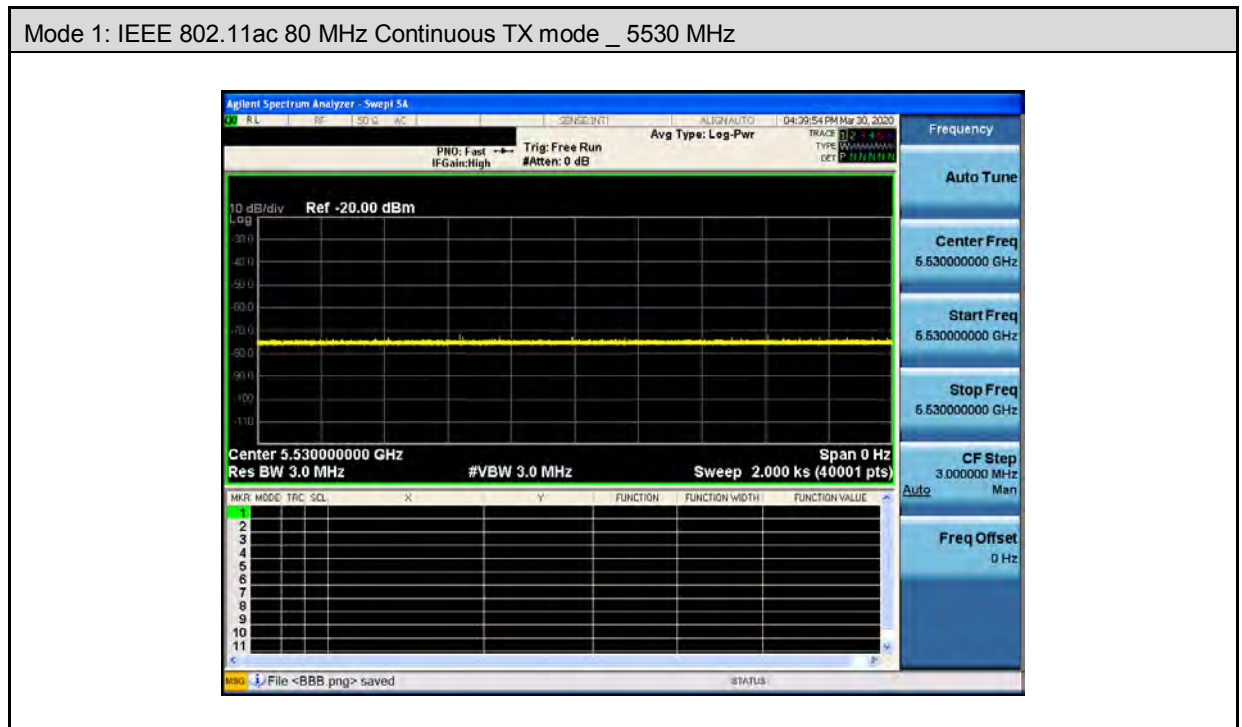 Mode 1: IEEE 802.11ac 80 MHz Continuous TX mode _ 5530 MHz
Agilent Spectrum Analyzer - Swept SA
RL RF 50 Ω AC SENSE:INT ALIGN AUTO 04:39:54 PM Mar 30, 2020
Avg Type: Log-Pwr
TRACE 1 2 3 4 5 6
PNO: Fast Trig: Free Run
TYPE
IFGain:High #Atten: 0 dB
DET P N N N N N
10 dB/div Ref -20.00 dBm
Log
-30.0
-40.0
-50.0
-60.0
-70.0
-80.0
-90.0
-100
-110
Center 5.530000000 GHz Span 0 Hz
Res BW 3.0 MHz #VBW 3.0 MHz Sweep 2.000 ks (40001 pts)
MKR MODE TRC SCL X Y FUNCTION FUNCTION WIDTH FUNCTION VALUE
1
2
3
4
5
6
7
8
9
10
11
MSG File <BBB.png> saved STATUS
Frequency
Auto Tune
Center Freq
5.530000000 GHz
Start Freq
5.530000000 GHz
Stop Freq
5.530000000 GHz
CF Step
3.000000 MHz
Auto Man
Freq Offset
0 Hz